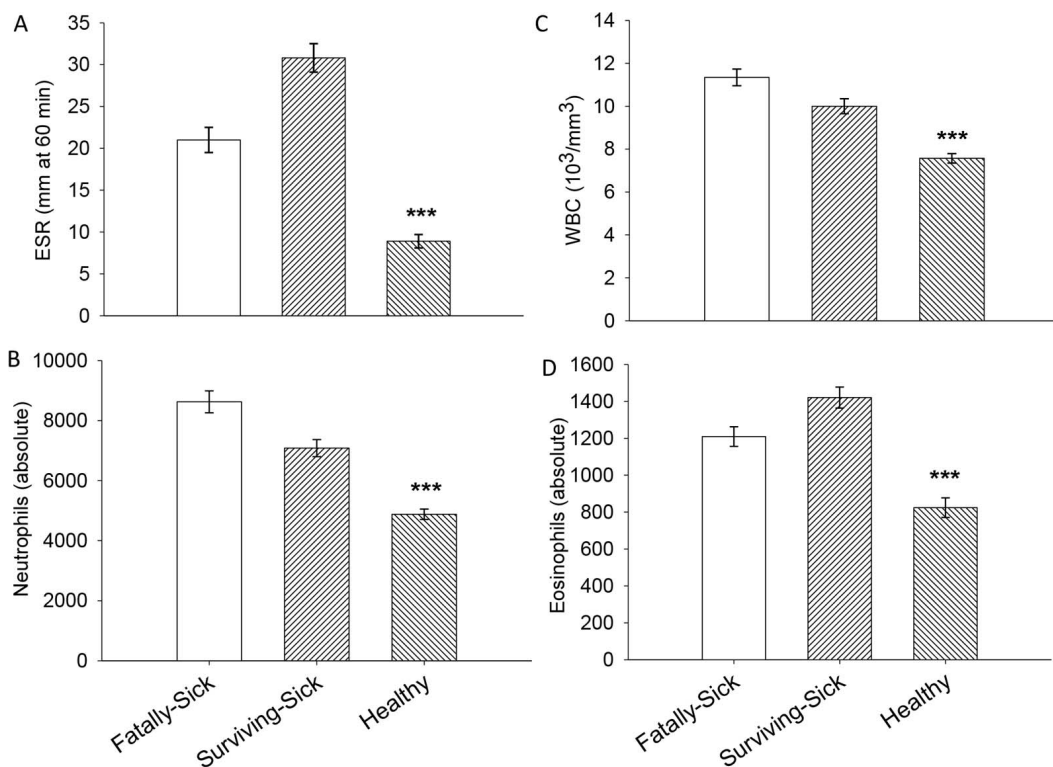 A
ESR (mm at 60 min)
35
30
25
20
15
10
5
0
***
C
WBC (10³/mm³)
14
12
10
8
6
4
2
0
***
B
Neutrophils (absolute)
10000
8000
6000
4000
2000
0
***
Fatally-Sick
Surviving-Sick
Healthy
D
Eosinophils (absolute)
1600
1400
1200
1000
800
600
400
200
0
***
Fatally-Sick
Surviving-Sick
Healthy